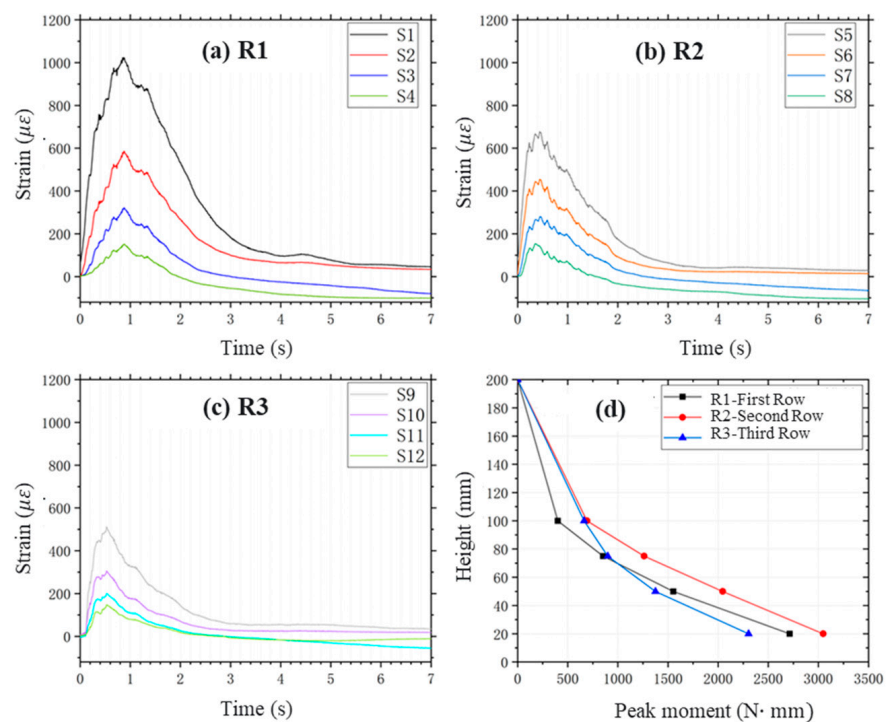 (a) R1
S1
S2
S3
S4
1200
1000
800
600
400
200
0
Strain (με)
0 1 2 3 4 5 6 7
Time (s)
(b) R2
S5
S6
S7
S8
1200
1000
800
600
400
200
0
Strain (με)
0 1 2 3 4 5 6 7
Time (s)
(c) R3
S9
S10
S11
S12
1200
1000
800
600
400
200
0
Strain (με)
0 1 2 3 4 5 6 7
Time (s)
(d)
R1-First Row
R2-Second Row
R3-Third Row
200
180
160
140
120
100
80
60
40
20
0
Height (mm)
0 500 1000 1500 2000 2500 3000 3500
Peak moment (N· mm)